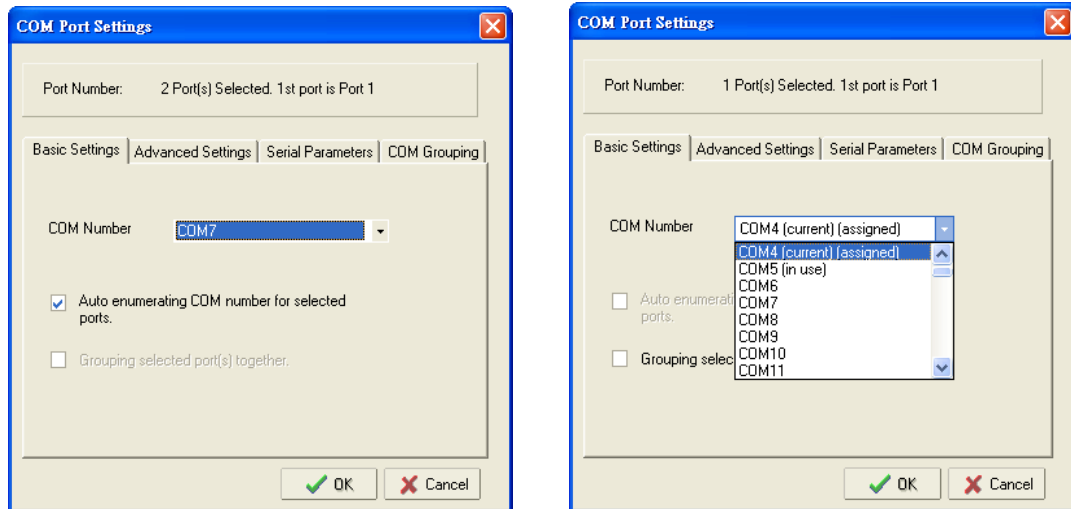 COM Port Settings
Port Number: 2 Port(s) Selected. 1st port is Port 1
Basic Settings Advanced Settings Serial Parameters COM Grouping
COM Number COM7
Auto enumerating COM number for selected
ports.
Grouping selected port(s) together.
OK Cancel
COM Port Settings
Port Number: 1 Port(s) Selected. 1st port is Port 1
Basic Settings Advanced Settings Serial Parameters COM Grouping
COM Number COM4 (current) (assigned)
COM4 (current) (assigned)
COM5 (in use)
COM6
Auto enumerati COM7
ports. COM8
COM9
Grouping selec COM10
COM11
OK Cancel